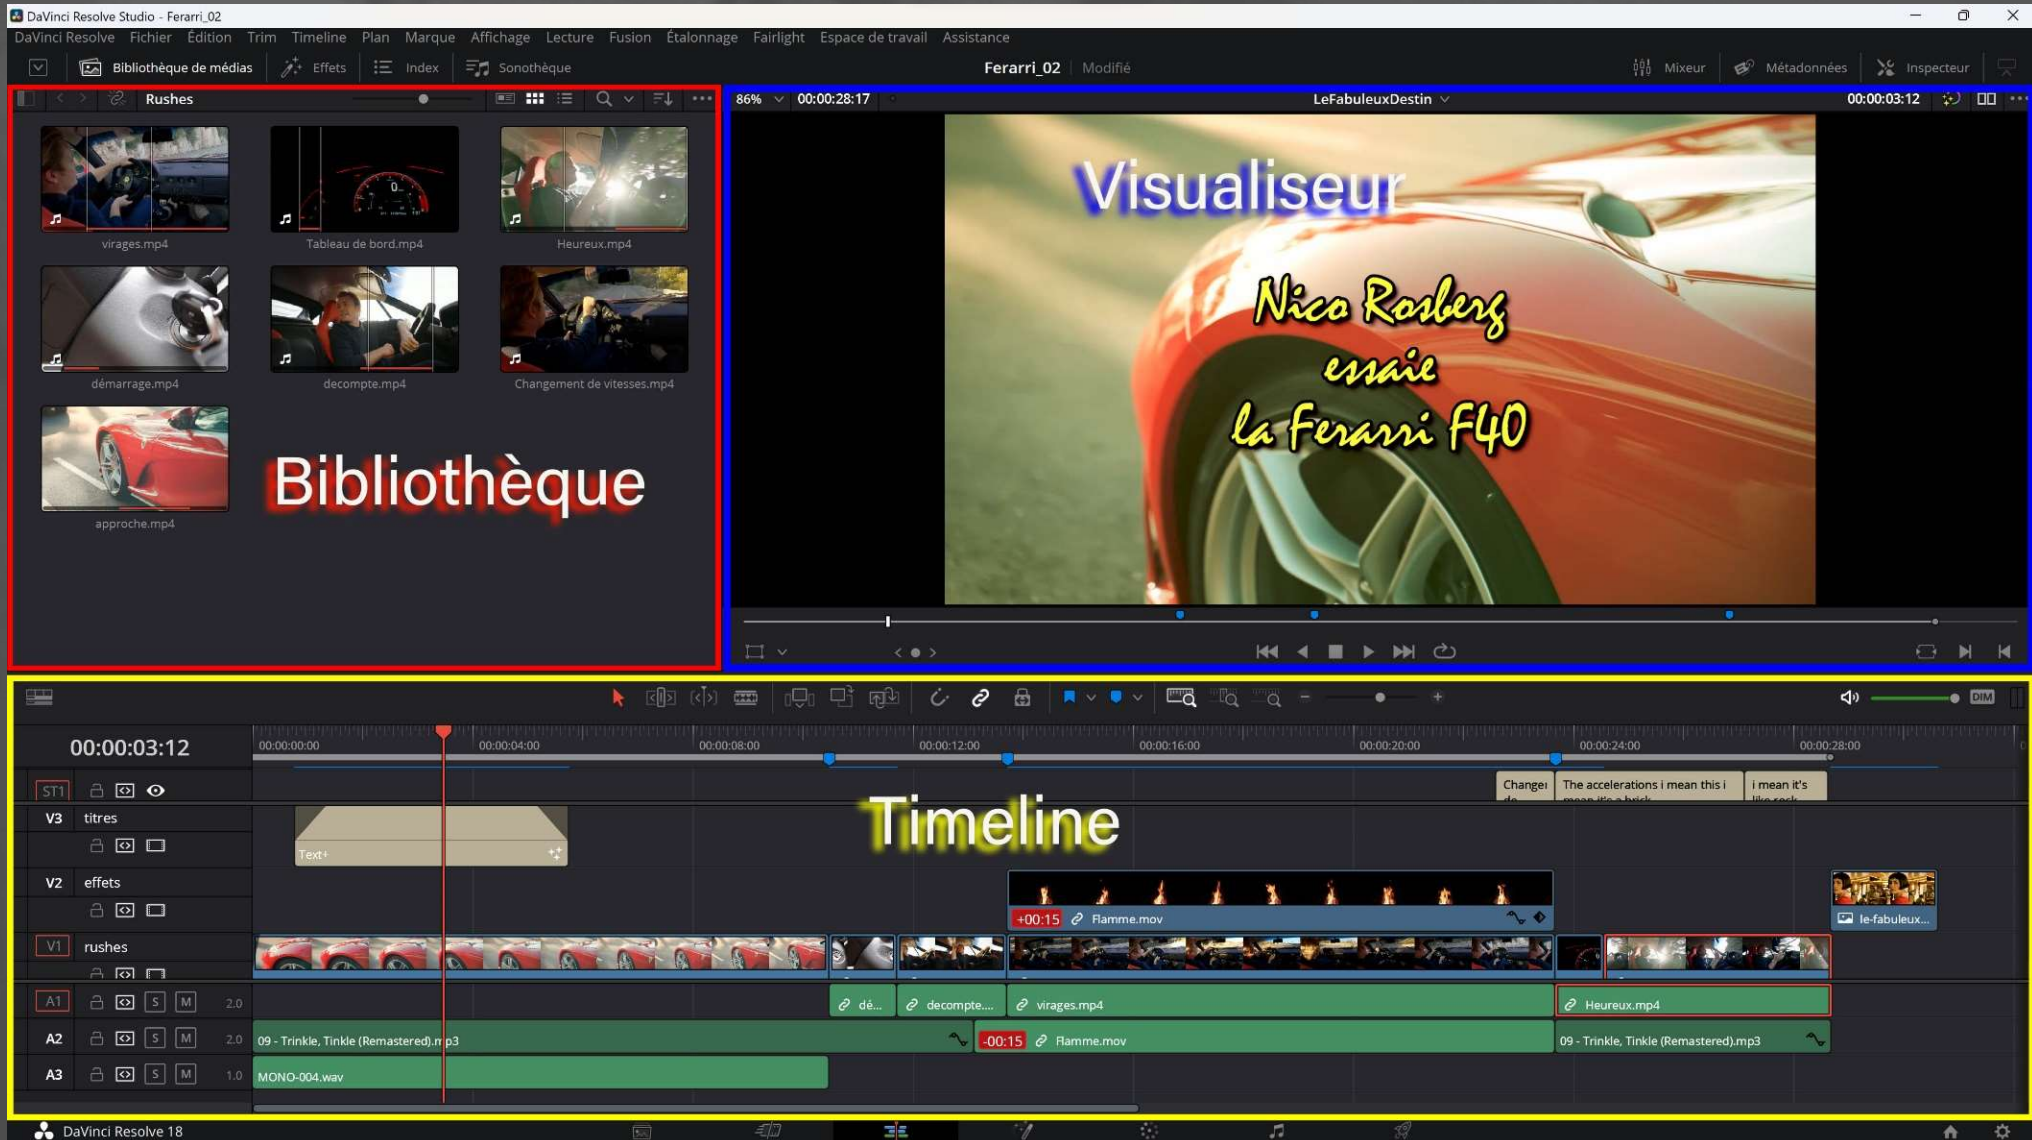 DaVinci Resolve Studio - Ferarri_02
DaVinci Resolve Fichier Édition Trim Timeline Plan Marque Affichage Lecture Fusion Étalonnage Fairlight Espace de travail Assistance
Bibliothèque de médias Effets Index Sonothèque Ferarri_02 Modifié Mixeur Métadonnées Inspecteur
Rushes 86% 00:00:28:17 LeFabuleuxDestin 00:00:03:12
virages.mp4 Tableau de bord.mp4 Heureux.mp4
démarrage.mp4 decompte.mp4 Changement de vitesses.mp4
approche.mp4
Bibliothèque
Visualiseur
Nico Rosberg
essaie
la Ferarri F40
DIM
00:00:03:12 00:00:00:00 00:00:04:00 00:00:08:00 00:00:12:00 00:00:16:00 00:00:20:00 00:00:24:00 00:00:28:00
Timeline
ST1 Changer The accelerations i mean this i i mean it's
V3 titres
Text+
V2 effets
+00:15 Flamme.mov le-fabuleux...
V1 rushes
A1 S M 2.0 dé... decompte.... virages.mp4 Heureux.mp4
A2 S M 2.0 09 - Trinkle, Tinkle (Remastered).mp3 -00:15 Flamme.mov 09 - Trinkle, Tinkle (Remastered).mp3
A3 S M 1.0 MONO-004.wav
DaVinci Resolve 18